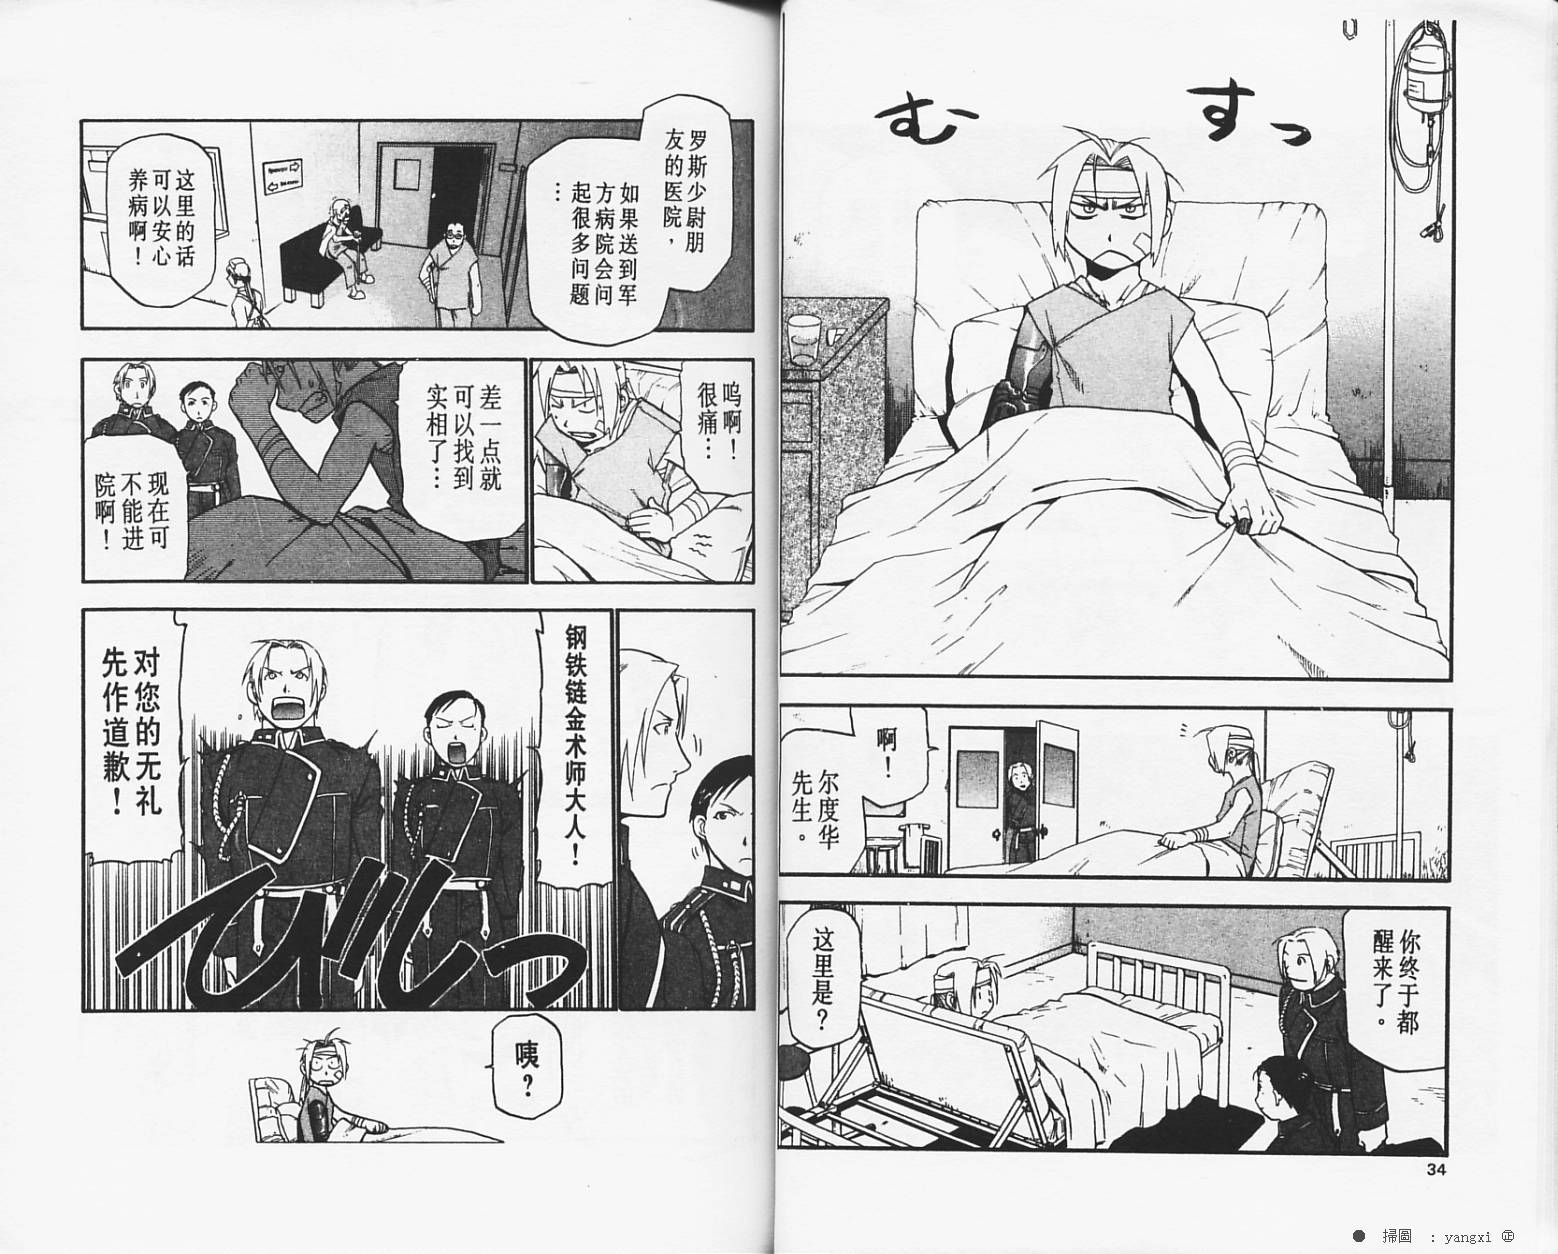 む
すっ
啊！
尔度华
先生。
你终于都
醒来了。
这里是？
34
罗斯少尉朋
友的医院，
如果送到军
方病院会问
起很多问题
…
这里的话
可以安心
养病啊！
呜啊！
很痛…
差一点就
可以找到
实相了…
现在可
不能进
院啊！
钢铁链金术师大人！
对您的无礼
先作道歉！
びしっ
咦？
● 掃圖 : yangxi ㊣